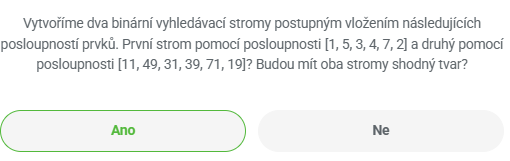 Vytvoříme dva binární vyhledávací stromy postupným vložením následujících
posloupností prvků. První strom pomocí posloupnosti [1, 5, 3, 4, 7, 2] a druhý pomocí
posloupnosti [11, 49, 31, 39, 71, 19]? Budou mít oba stromy shodný tvar?
Ano
Ne